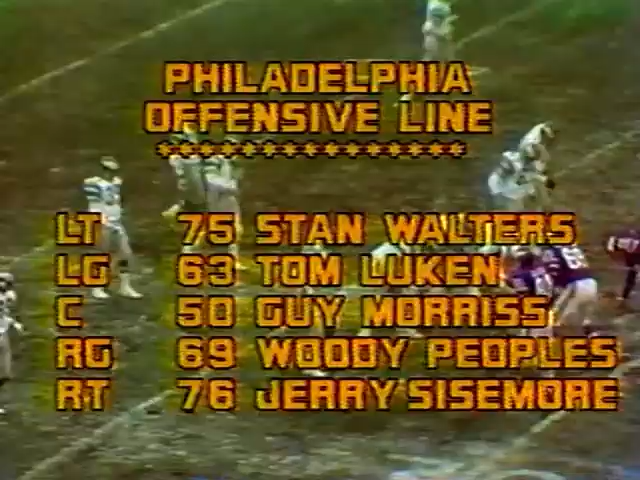 PHILADELPHIA
OFFENSIVE LINE
***************
LT 75 STAN WALTERS
LG 63 TOM LUKEN
C 50 GUY MORRISS
RG 69 WOODY PEOPLES
RT 76 JERRY SISEMORE